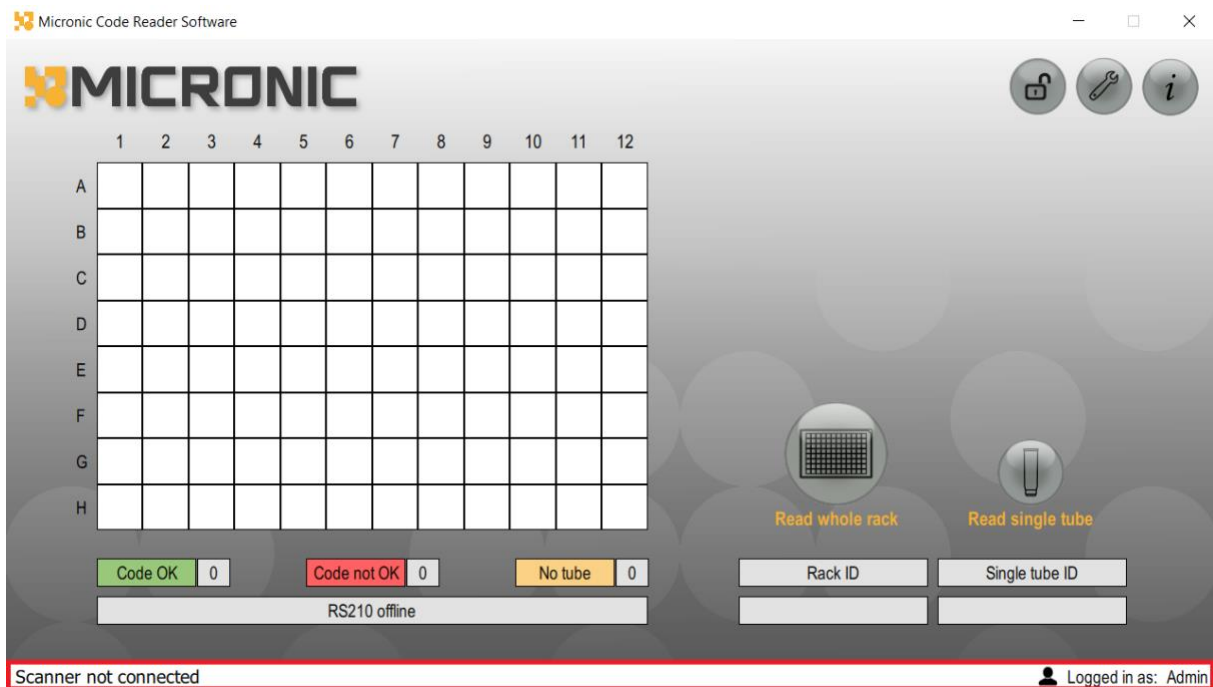 Micronic Code Reader Software
MICRONIC
i
1 2 3 4 5 6 7 8 9 10 11 12
A
B
C
D
E
F
G
H
Read whole rack Read single tube
Code OK 0 Code not OK 0 No tube 0 Rack ID Single tube ID
RS210 offline
Scanner not connected Logged in as: Admin